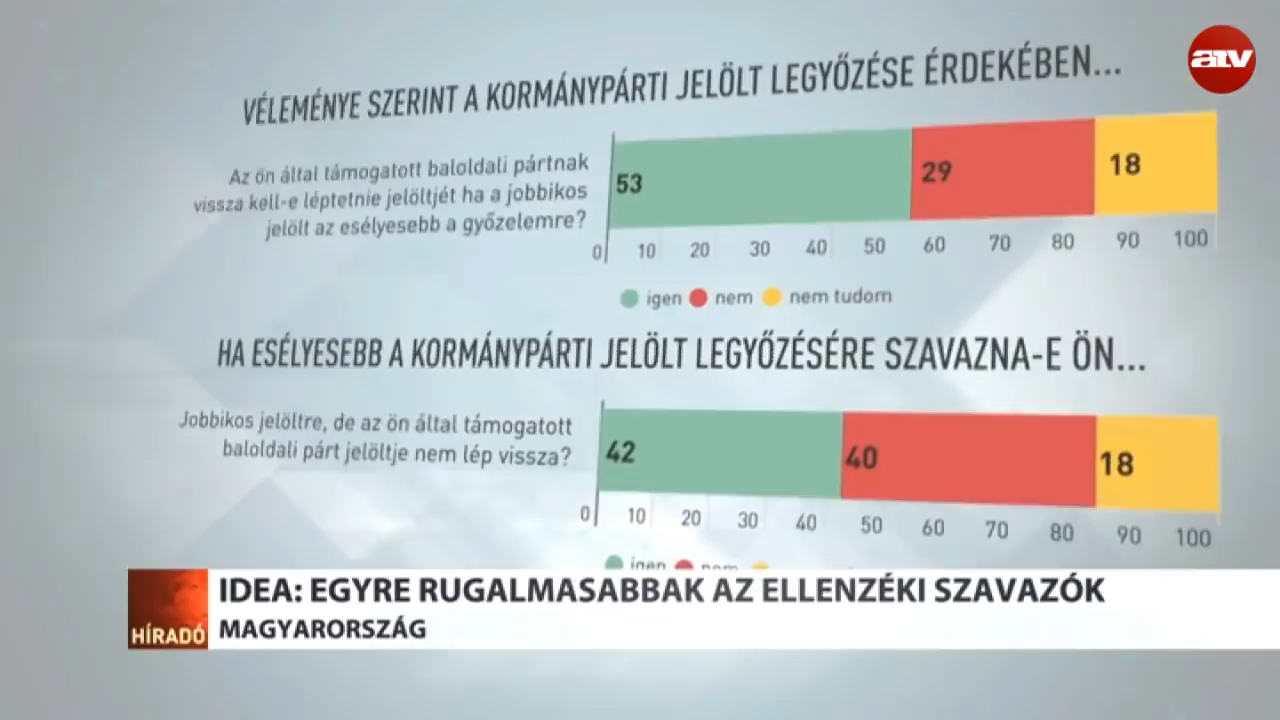 atv
VÉLEMÉNYE SZERINT A KORMÁNYPÁRTI JELÖLT LEGYŐZÉSE ÉRDEKÉBEN...
Az ön által támogatott baloldali pártnak
vissza kell-e léptetnie jelöltjét ha a jobbikos
jelölt az esélyesebb a győzelemre?
53 29 18
0 10 20 30 40 50 60 70 80 90 100
igen nem nem tudom
HA ESÉLYESEBB A KORMÁNYPÁRTI JELÖLT LEGYŐZÉSÉRE SZAVAZNA-E ÖN...
Jobbikos jelöltre, de az ön által támogatott
baloldali párt jelöltje nem lép vissza?
42 40 18
0 10 20 30 40 50 60 70 80 90 100
igen nem
IDEA: EGYRE RUGALMASABBAK AZ ELLENZÉKI SZAVAZÓK
HÍRADÓ MAGYARORSZÁG